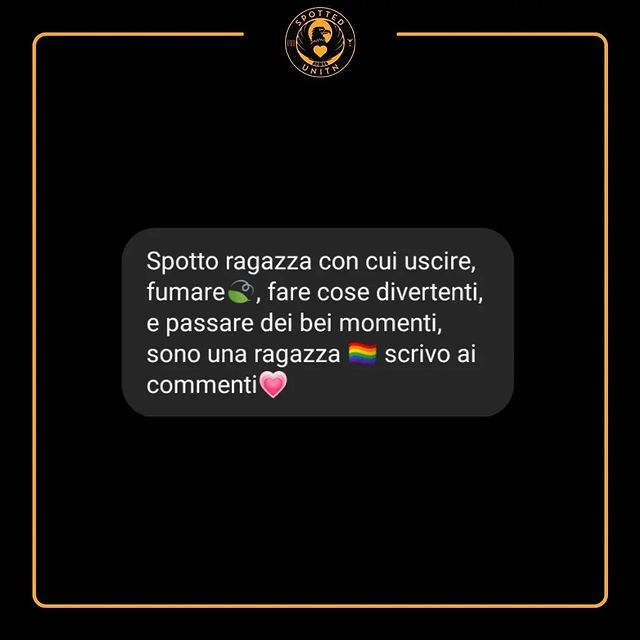 SPOTTED
UNITN
Spotto ragazza con cui uscire,
fumare🍃, fare cose divertenti,
e passare dei bei momenti,
sono una ragazza 🏳️‍🌈 scrivo ai
commenti💗